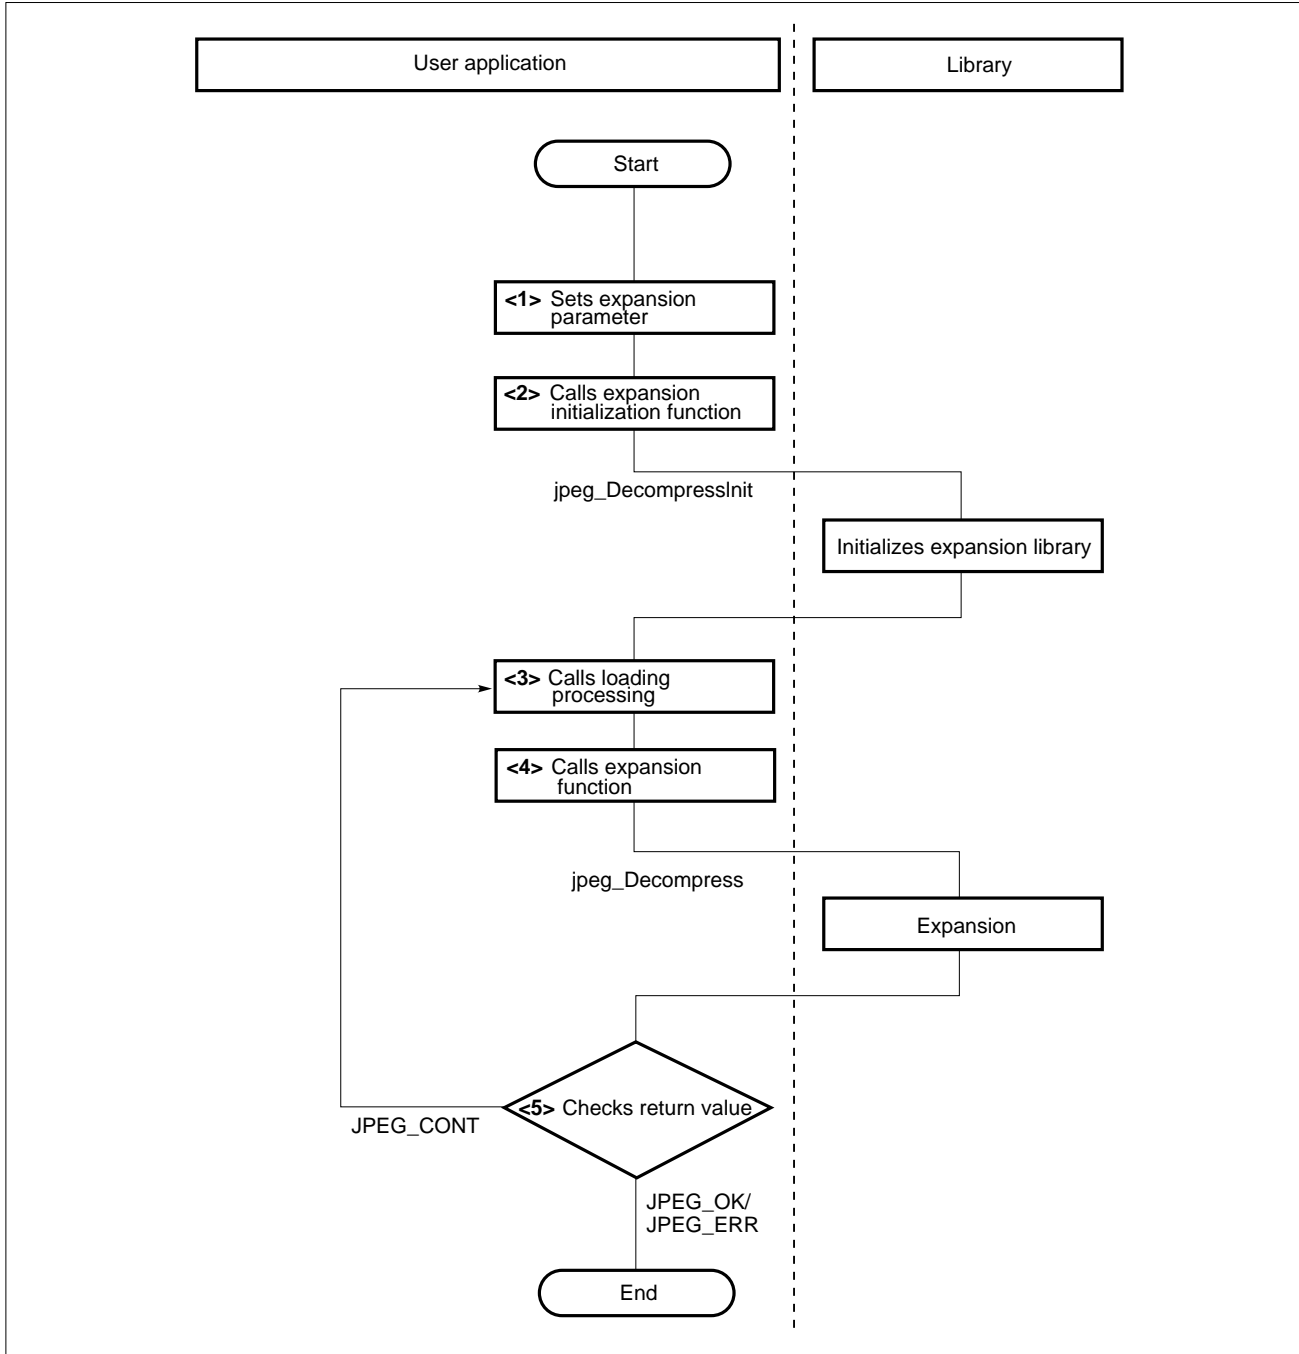 User application
Library
Start
<1> Sets expansion
parameter
<2> Calls expansion
initialization function
jpeg_DecompressInit
Initializes expansion library
<3> Calls loading
processing
<4> Calls expansion
function
jpeg_Decompress
Expansion
<5> Checks return value
JPEG_CONT
JPEG_OK/
JPEG_ERR
End